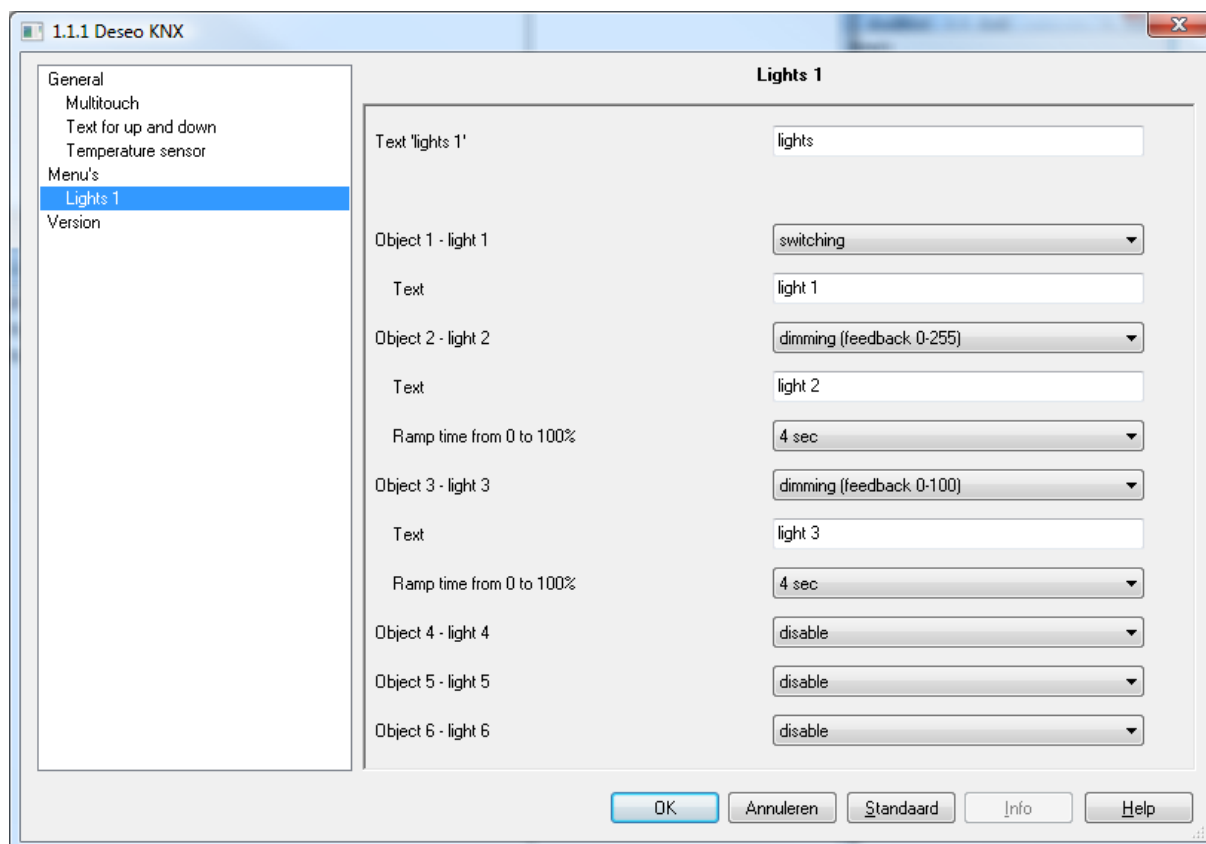 1.1.1 Deseo KNX
General
Multitouch
Text for up and down
Temperature sensor
Menu's
Lights 1
Version
Lights 1
Text 'lights 1' lights
Object 1 - light 1 switching
Text light 1
Object 2 - light 2 dimming (feedback 0-255)
Text light 2
Ramp time from 0 to 100% 4 sec
Object 3 - light 3 dimming (feedback 0-100)
Text light 3
Ramp time from 0 to 100% 4 sec
Object 4 - light 4 disable
Object 5 - light 5 disable
Object 6 - light 6 disable
OK Annuleren Standaard Info Help